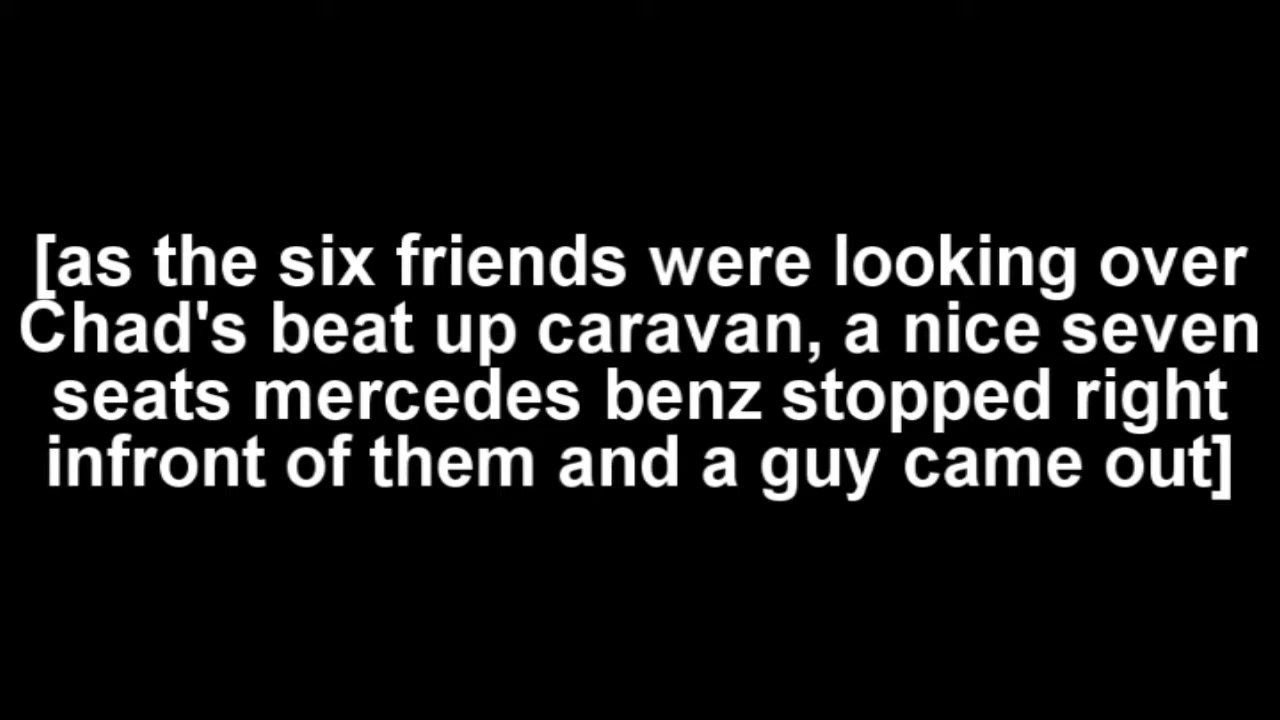 [as the six friends were looking over
Chad's beat up caravan, a nice seven
seats mercedes benz stopped right
infront of them and a guy came out]